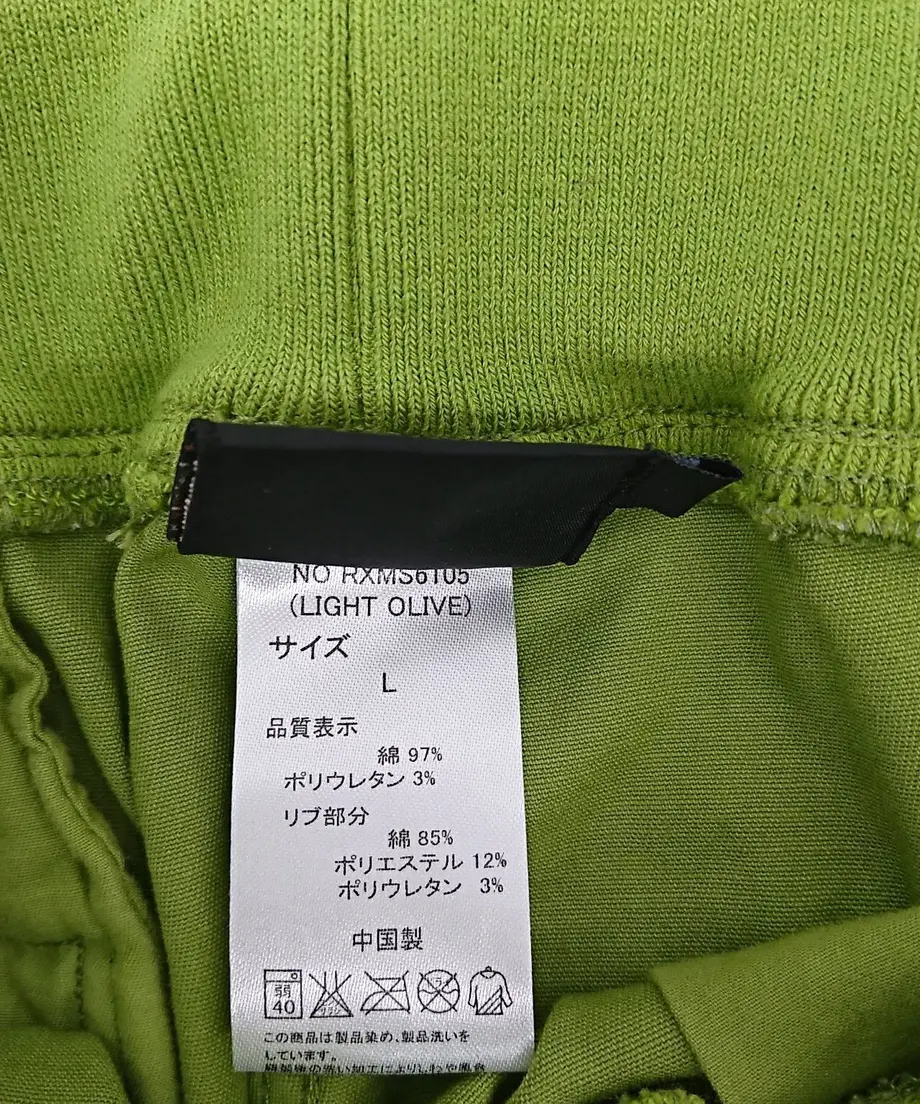 NO RXMS6105
(LIGHT OLIVE)
サイズ
L
品質表示
綿 97%
ポリウレタン 3%
リブ部分
綿 85%
ポリエステル 12%
ポリウレタン 3%
中国製
弱
40
この商品は製品染め、製品洗いを
しています。